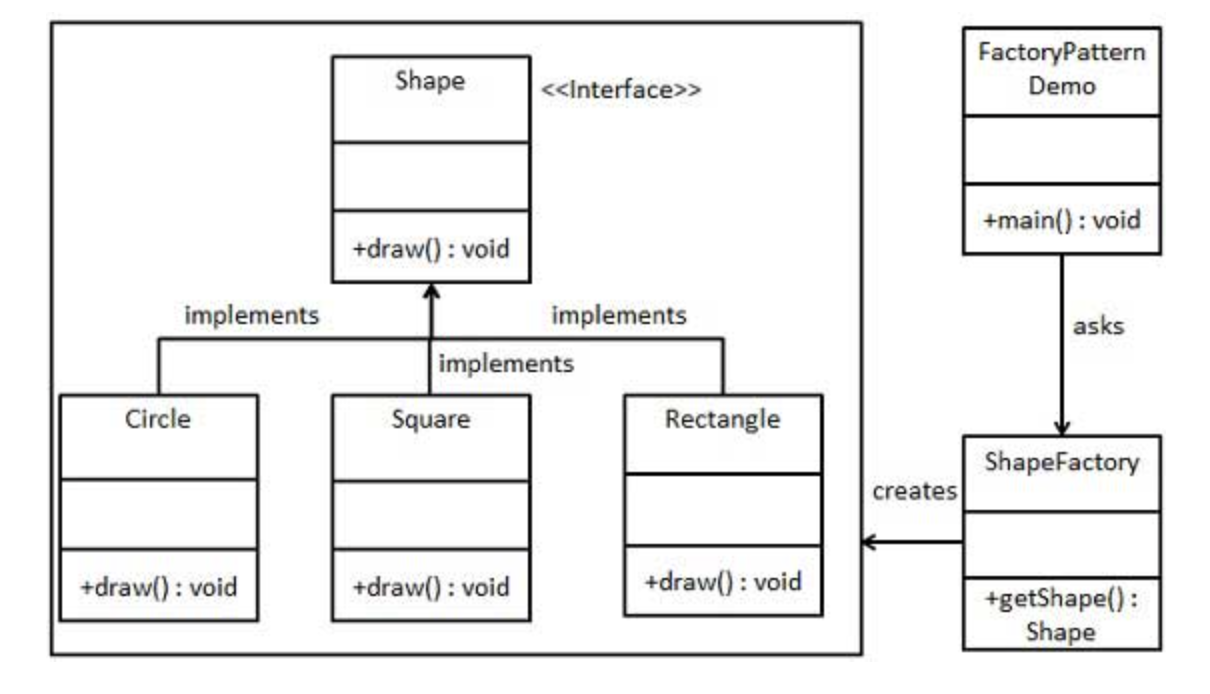 Shape
<<Interface>>
+draw() : void
implements
implements
implements
Circle
+draw() : void
Square
+draw() : void
Rectangle
+draw() : void
FactoryPattern
Demo
+main() : void
asks
ShapeFactory
+getShape() :
Shape
creates